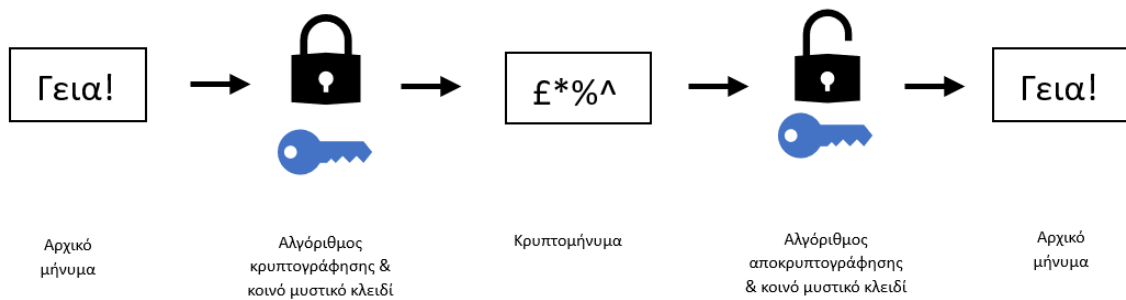 Γεια!
£*%^
Γεια!
Αρχικό
μήνυμα
Αλγόριθμος
κρυπτογράφησης &
κοινό μυστικό κλειδί
Κρυπτομήνυμα
Αλγόριθμος
αποκρυπτογράφησης
& κοινό μυστικό κλειδί
Αρχικό
μήνυμα